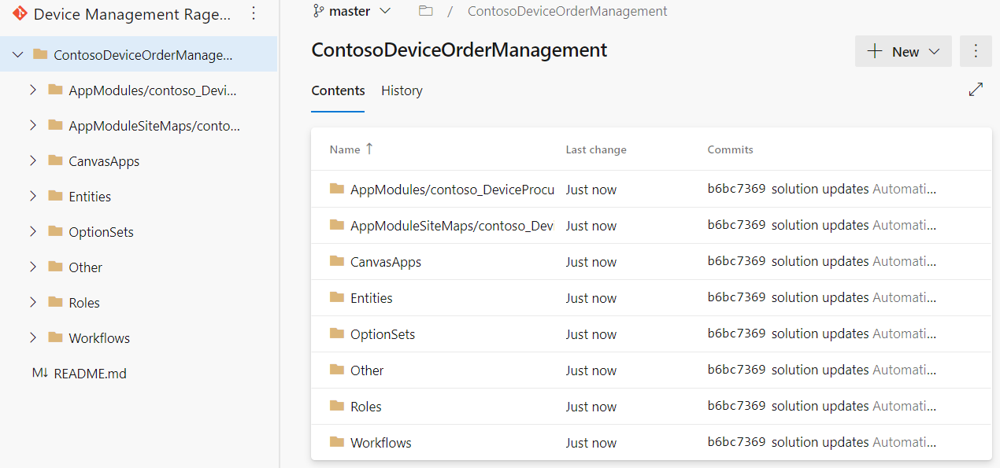 Device Management Rage...
ContosoDeviceOrderManage...
AppModules/contoso_Devi...
AppModuleSiteMaps/conto...
CanvasApps
Entities
OptionSets
Other
Roles
Workflows
M↓ README.md
master / ContosoDeviceOrderManagement
ContosoDeviceOrderManagement
+ New
Contents History
Name ↑ Last change Commits
AppModules/contoso_DeviceProcu Just now b6bc7369 solution updates Automati...
AppModuleSiteMaps/contoso_Dev Just now b6bc7369 solution updates Automati...
CanvasApps Just now b6bc7369 solution updates Automati...
Entities Just now b6bc7369 solution updates Automati...
OptionSets Just now b6bc7369 solution updates Automati...
Other Just now b6bc7369 solution updates Automati...
Roles Just now b6bc7369 solution updates Automati...
Workflows Just now b6bc7369 solution updates Automati...